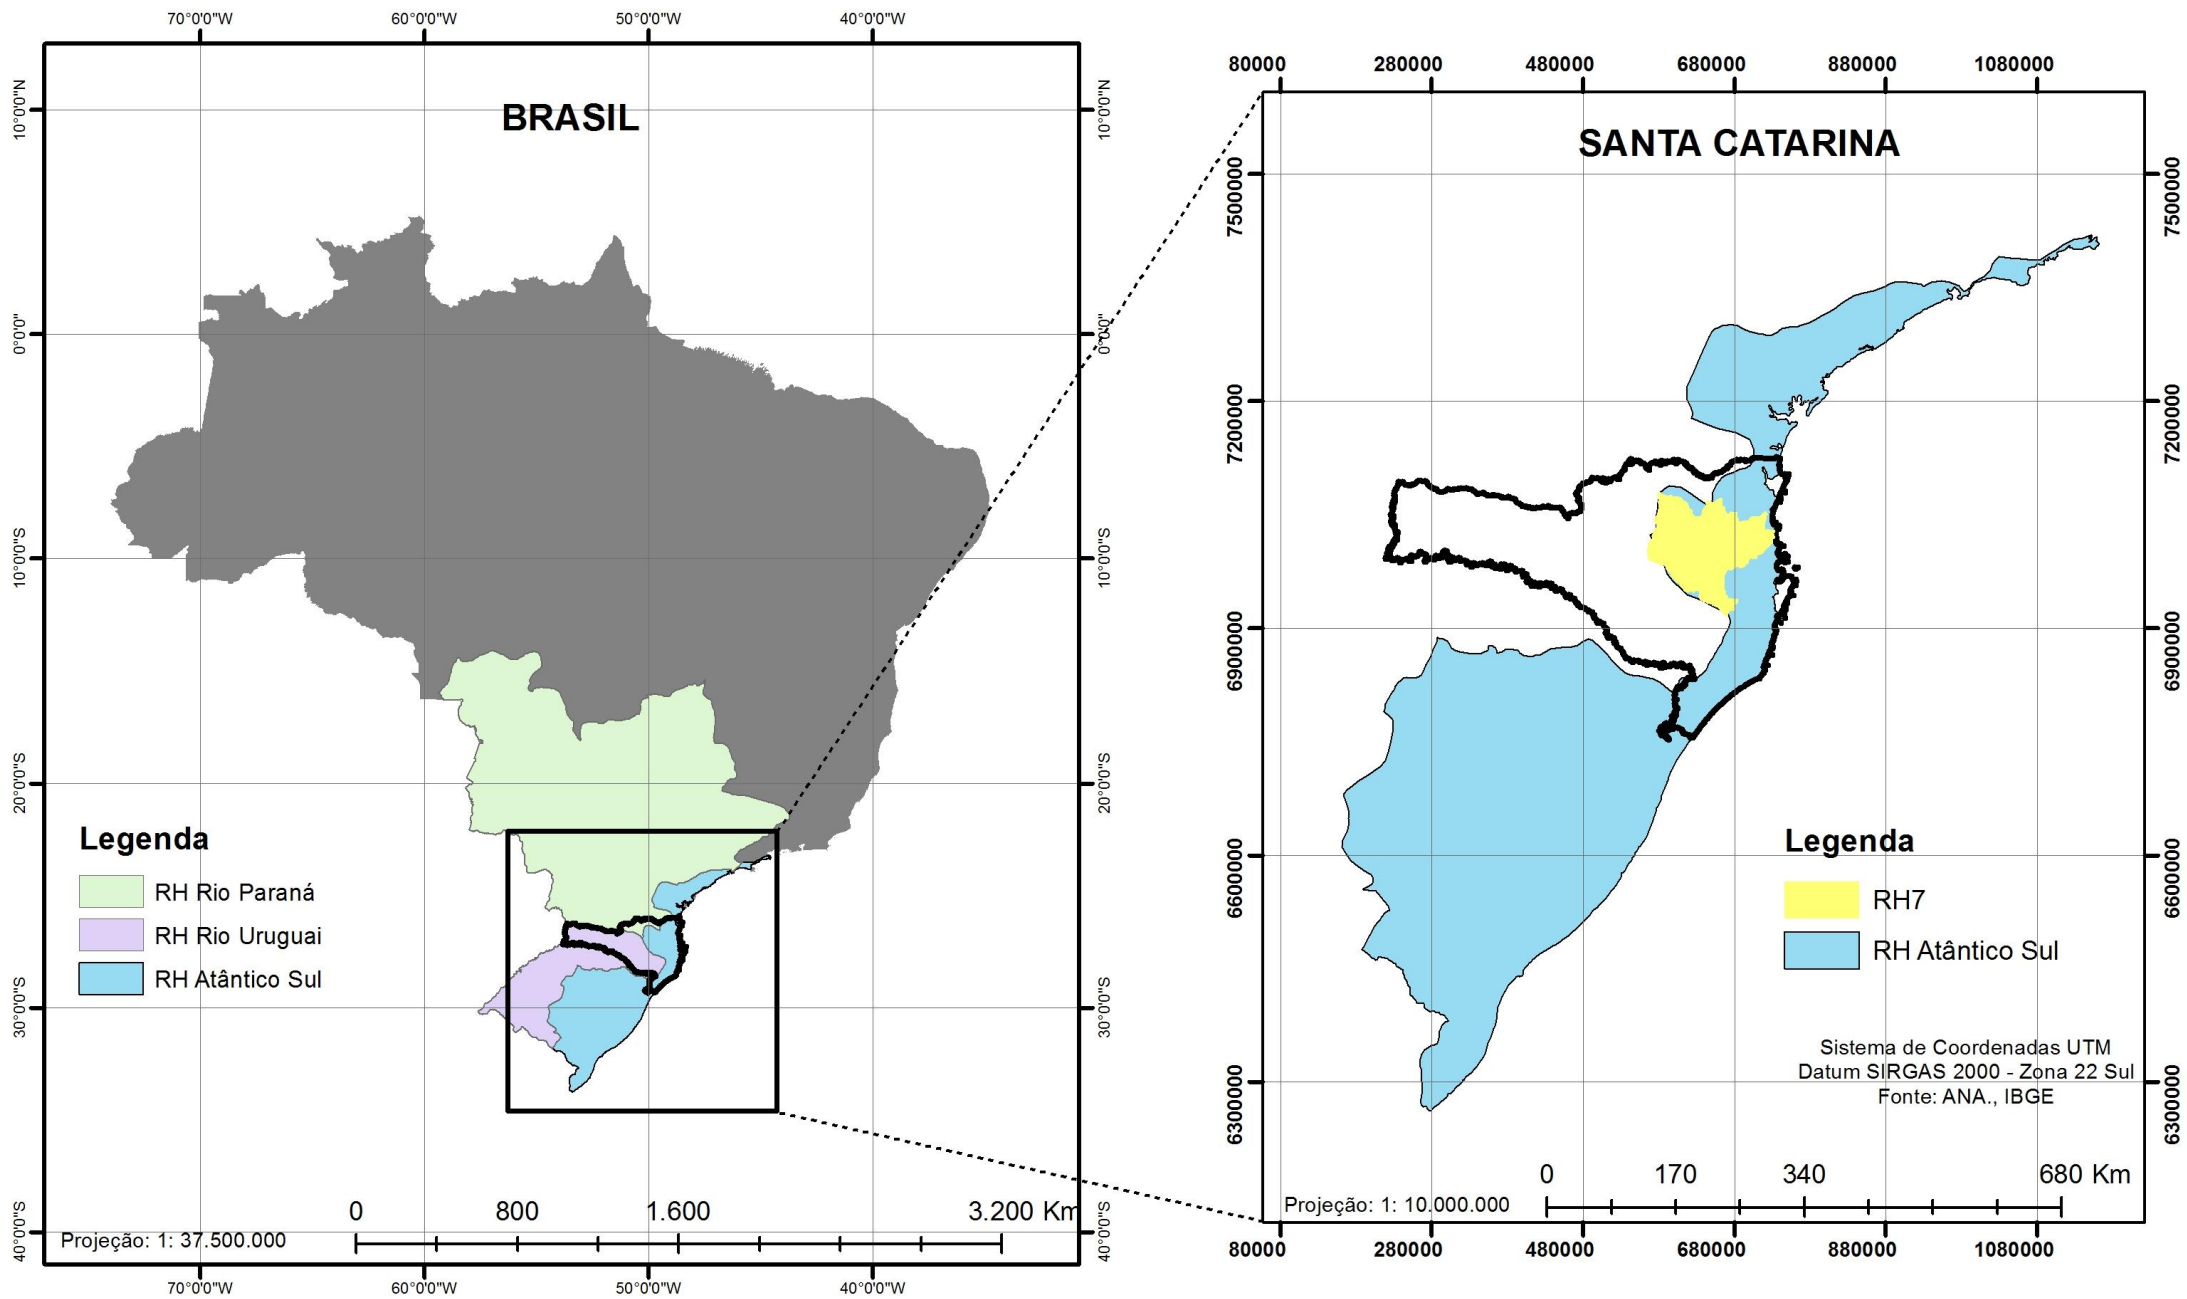 70°0'0"W
60°0'0"W
50°0'0"W
40°0'0"W
BRASIL
10°0'0"N
0°0'0"
10°0'0"S
20°0'0"S
30°0'0"S
40°0'0"S
10°0'0"N
0°0'0"
10°0'0"S
20°0'0"S
30°0'0"S
40°0'0"S
Legenda
RH Rio Paraná
RH Rio Uruguai
RH Atântico Sul
0 800 1.600 3.200 Km
Projeção: 1: 37.500.000
70°0'0"W
60°0'0"W
50°0'0"W
40°0'0"W
80000 280000 480000 680000 880000 1080000
SANTA CATARINA
7500000
7200000
6900000
6600000
6300000
7500000
7200000
6900000
6600000
6300000
Legenda
RH7
RH Atântico Sul
Sistema de Coordenadas UTM
Datum SIRGAS 2000 - Zona 22 Sul
Fonte: ANA., IBGE
0 170 340 680 Km
Projeção: 1: 10.000.000
80000 280000 480000 680000 880000 1080000